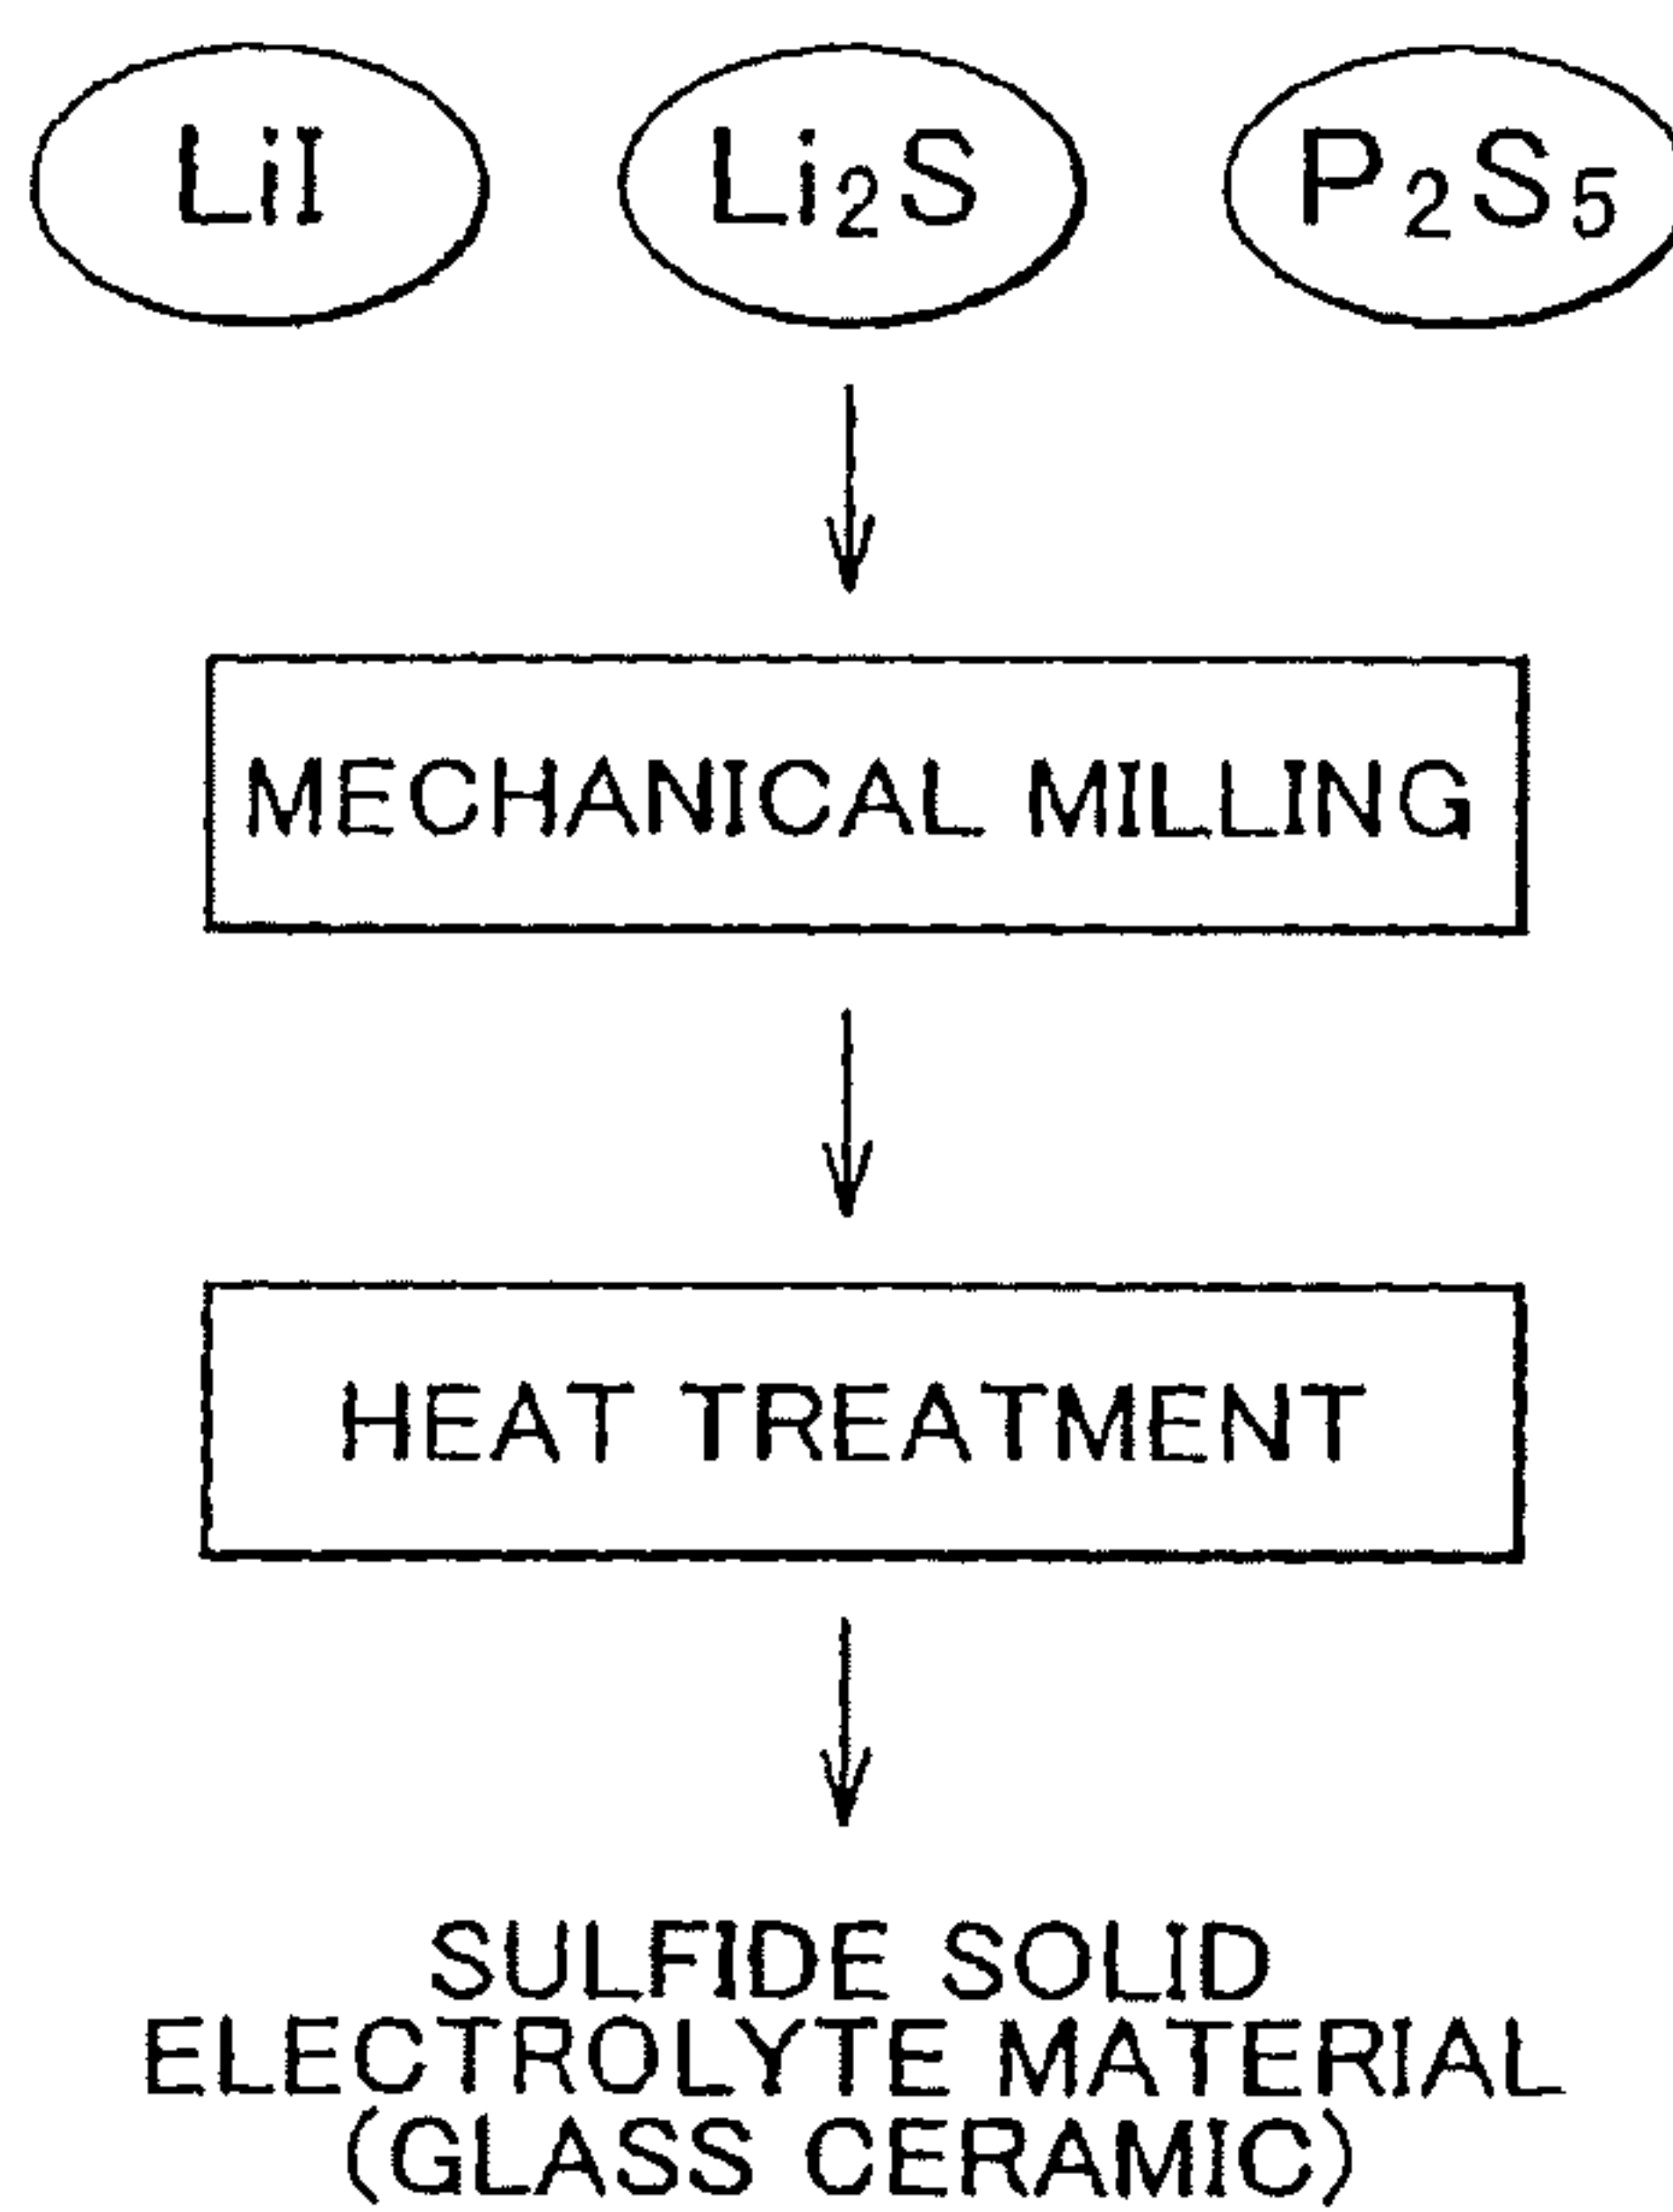 LiI
Li₂S
P₂S₅
MECHANICAL MILLING
HEAT TREATMENT
SULFIDE SOLID
ELECTROLYTE MATERIAL
(GLASS CERAMIC)